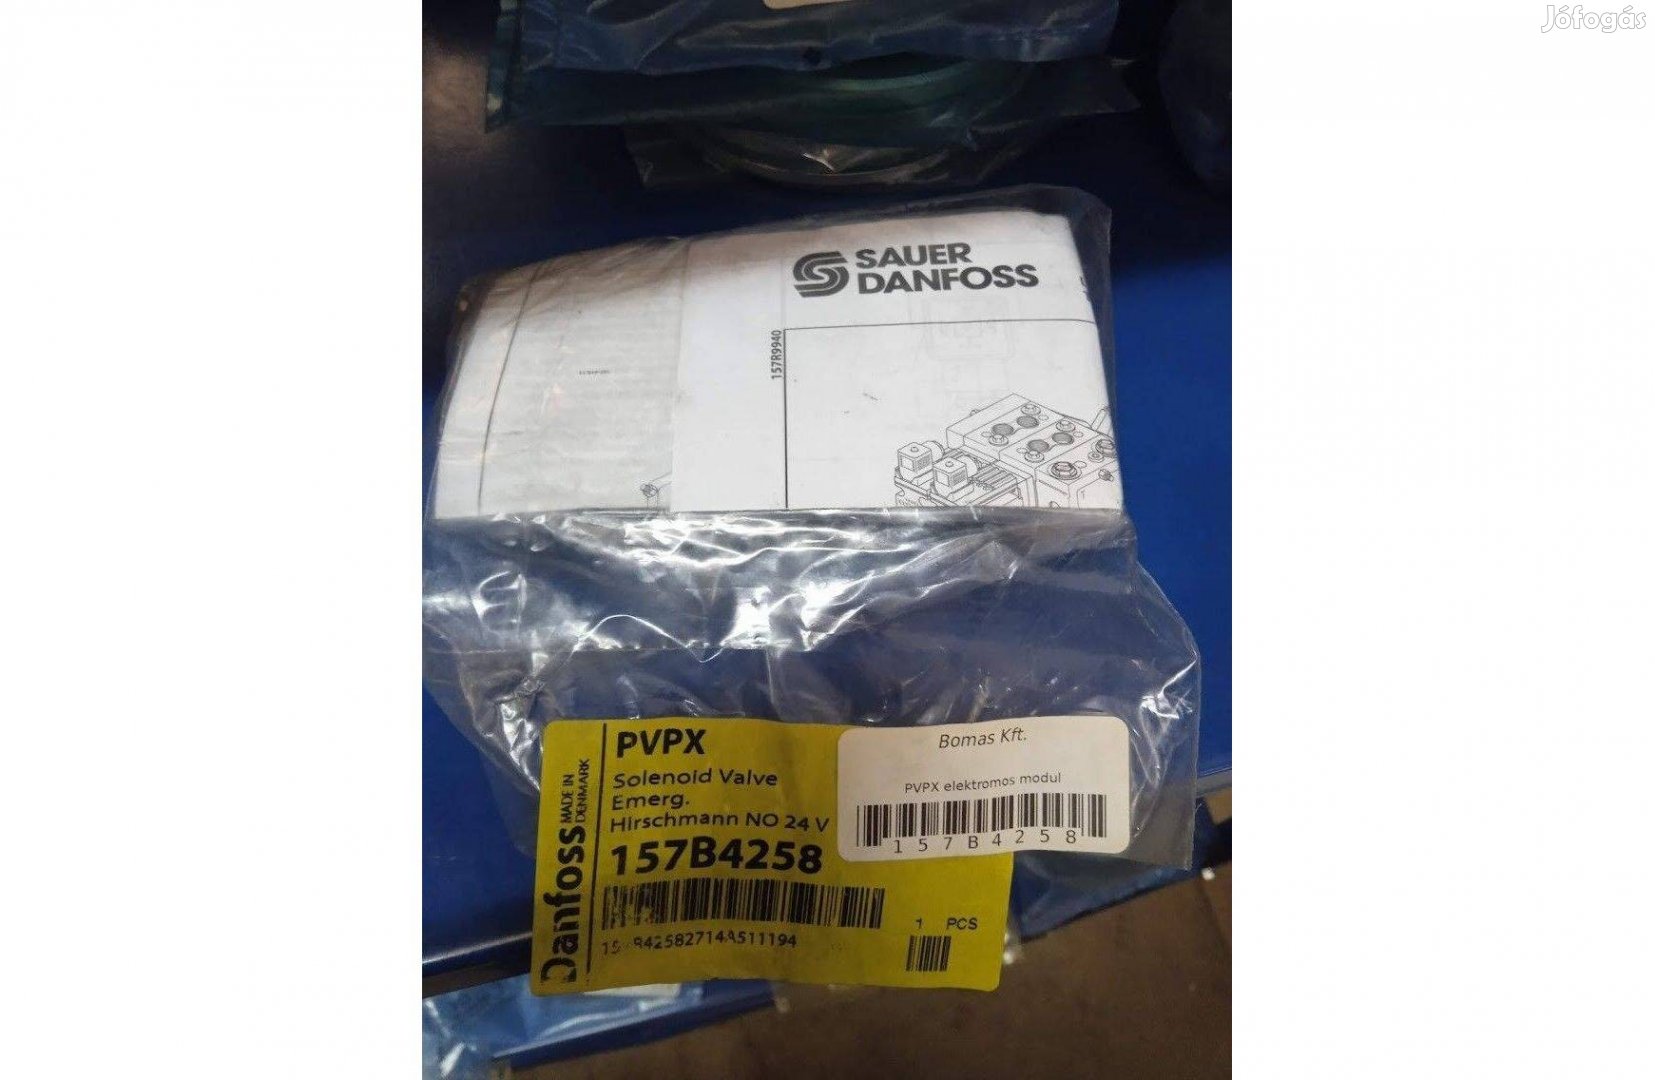 Jófogás
SAUER
DANFOSS
157R9940
PVPX
Solenoid Valve
Emerg.
Hirschmann NO 24 V
157B4258
Danfoss
MADE IN
DENMARK
1 PCS
Bomas Kft.
PVPX elektromos modul
157B4258